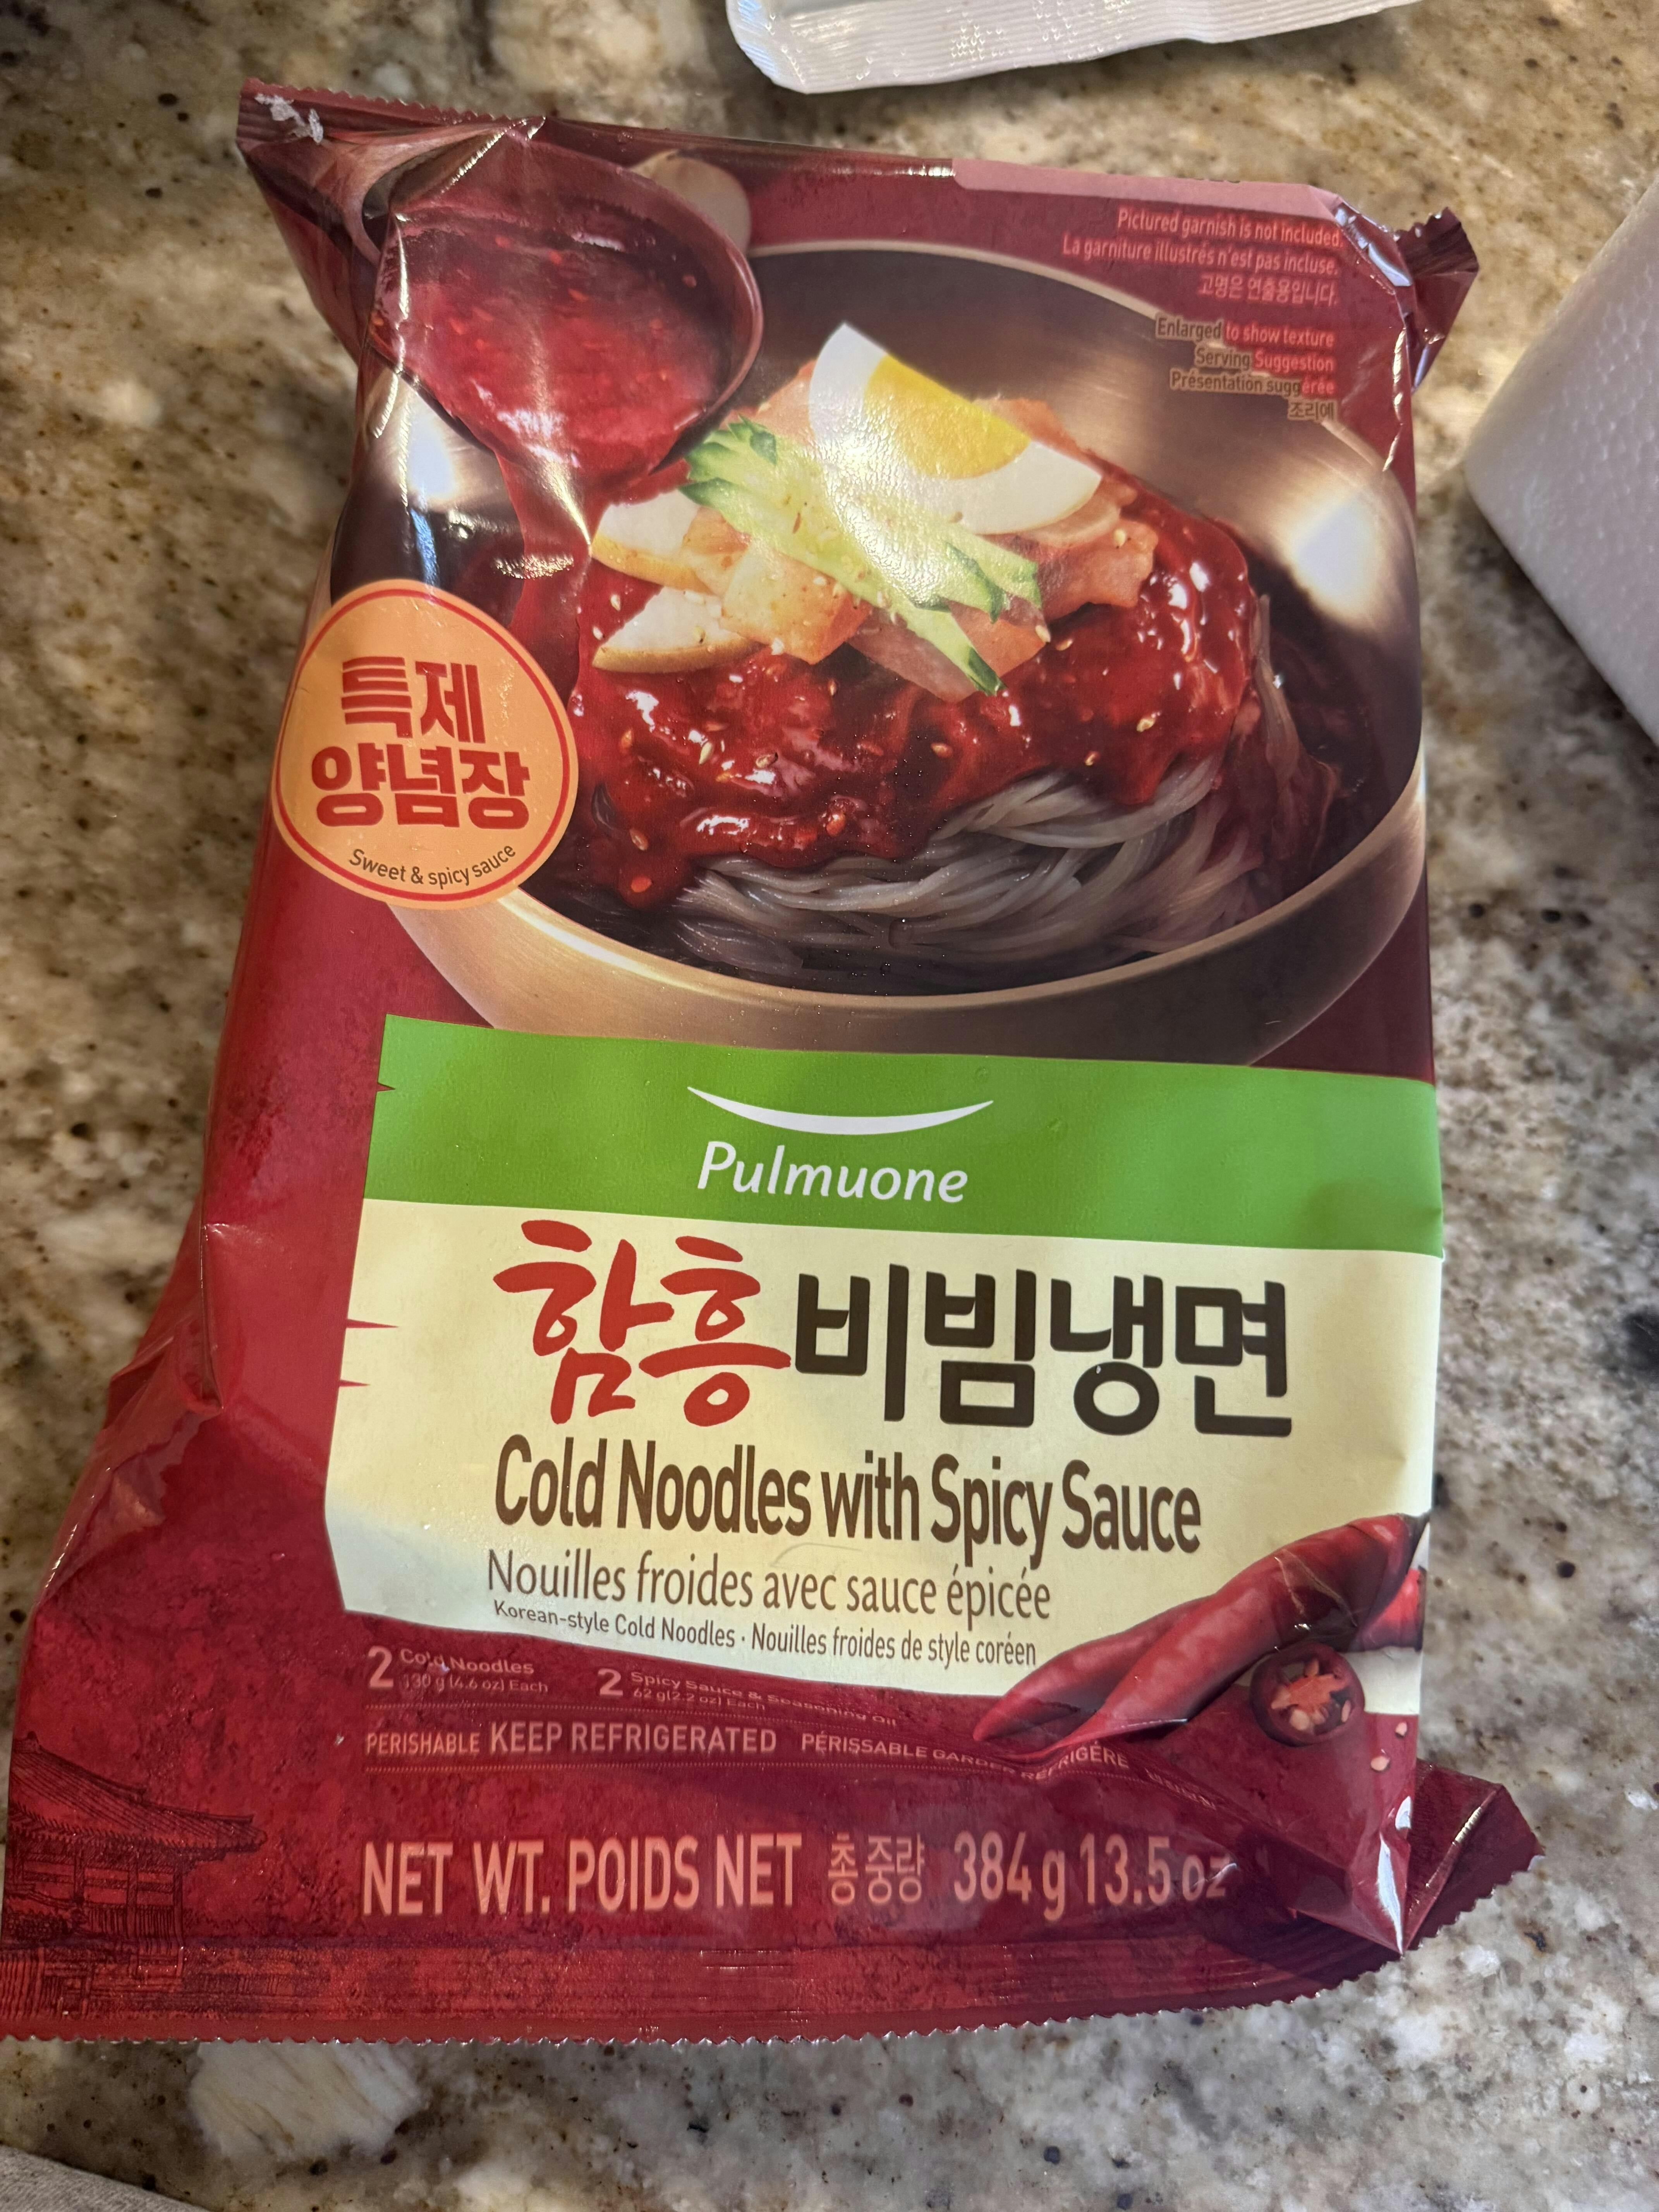 Pictured garnish is not included.
La garniture illustrés n'est pas incluse.
고명은 연출용입니다.
Enlarged to show texture
Serving Suggestion
Présentation suggérée
조리예
특제
양념장
Sweet & spicy sauce
Pulmuone
함흥비빔냉면
Cold Noodles with Spicy Sauce
Nouilles froides avec sauce épicée
Korean-style Cold Noodles · Nouilles froides de style coréen
2 Cold Noodles
130 g (4.6 oz) Each
2 Spicy Sauce & Seasoning Oil
62 g(2.2 oz) Each
PERISHABLE KEEP REFRIGERATED PÉRISSABLE GARDER RÉFRIGÉRÉ
NET WT. POIDS NET 총중량 384 g 13.5 oz